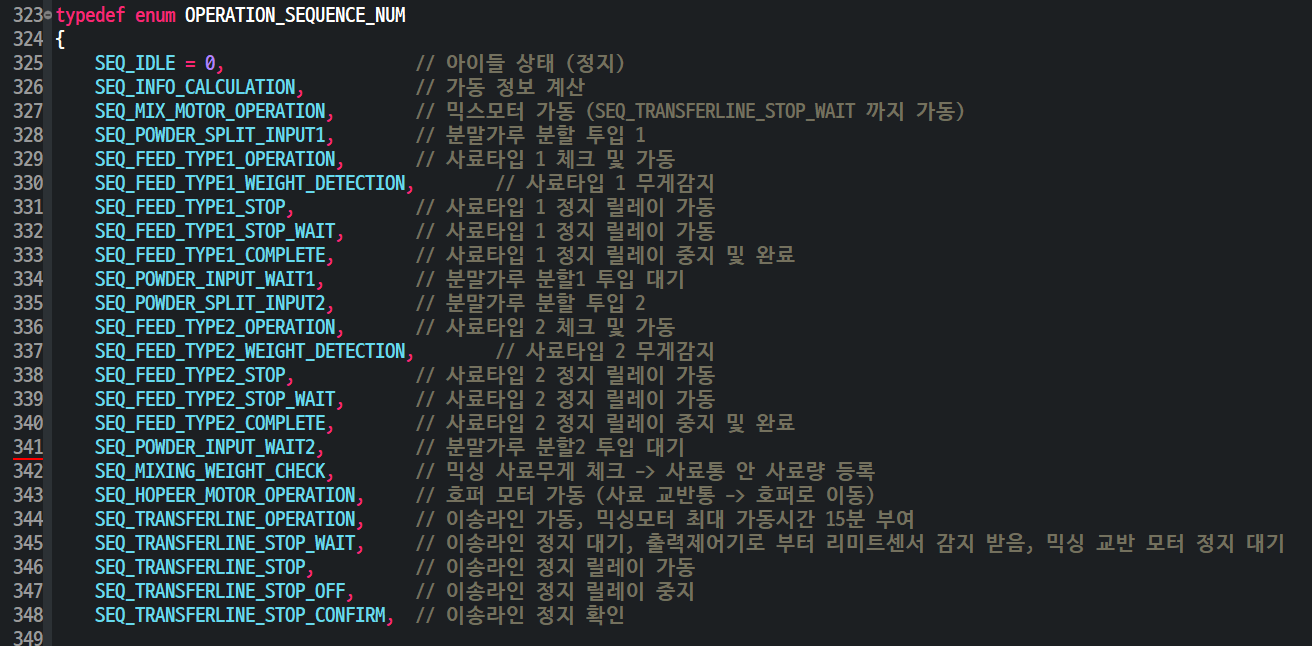 323 typedef enum OPERATION_SEQUENCE_NUM
324 {
325 SEQ_IDLE = 0, // 아이들 상태 (정지)
326 SEQ_INFO_CALCULATION, // 가동 정보 계산
327 SEQ_MIX_MOTOR_OPERATION, // 믹스모터 가동 (SEQ_TRANSFERLINE_STOP_WAIT 까지 가동)
328 SEQ_POWDER_SPLIT_INPUT1, // 분말가루 분할 투입 1
329 SEQ_FEED_TYPE1_OPERATION, // 사료타입 1 체크 및 가동
330 SEQ_FEED_TYPE1_WEIGHT_DETECTION, // 사료타입 1 무게감지
331 SEQ_FEED_TYPE1_STOP, // 사료타입 1 정지 릴레이 가동
332 SEQ_FEED_TYPE1_STOP_WAIT, // 사료타입 1 정지 릴레이 가동
333 SEQ_FEED_TYPE1_COMPLETE, // 사료타입 1 정지 릴레이 중지 및 완료
334 SEQ_POWDER_INPUT_WAIT1, // 분말가루 분할1 투입 대기
335 SEQ_POWDER_SPLIT_INPUT2, // 분말가루 분할 투입 2
336 SEQ_FEED_TYPE2_OPERATION, // 사료타입 2 체크 및 가동
337 SEQ_FEED_TYPE2_WEIGHT_DETECTION, // 사료타입 2 무게감지
338 SEQ_FEED_TYPE2_STOP, // 사료타입 2 정지 릴레이 가동
339 SEQ_FEED_TYPE2_STOP_WAIT, // 사료타입 2 정지 릴레이 가동
340 SEQ_FEED_TYPE2_COMPLETE, // 사료타입 2 정지 릴레이 중지 및 완료
341 SEQ_POWDER_INPUT_WAIT2, // 분말가루 분할2 투입 대기
342 SEQ_MIXING_WEIGHT_CHECK, // 믹싱 사료무게 체크 -> 사료통 안 사료량 등록
343 SEQ_HOPEER_MOTOR_OPERATION, // 호퍼 모터 가동 (사료 교반통 -> 호퍼로 이동)
344 SEQ_TRANSFERLINE_OPERATION, // 이송라인 가동, 믹싱모터 최대 가동시간 15분 부여
345 SEQ_TRANSFERLINE_STOP_WAIT, // 이송라인 정지 대기, 출력제어기로 부터 리미트센서 감지 받음, 믹싱 교반 모터 정지 대기
346 SEQ_TRANSFERLINE_STOP, // 이송라인 정지 릴레이 가동
347 SEQ_TRANSFERLINE_STOP_OFF, // 이송라인 정지 릴레이 중지
348 SEQ_TRANSFERLINE_STOP_CONFIRM, // 이송라인 정지 확인
349